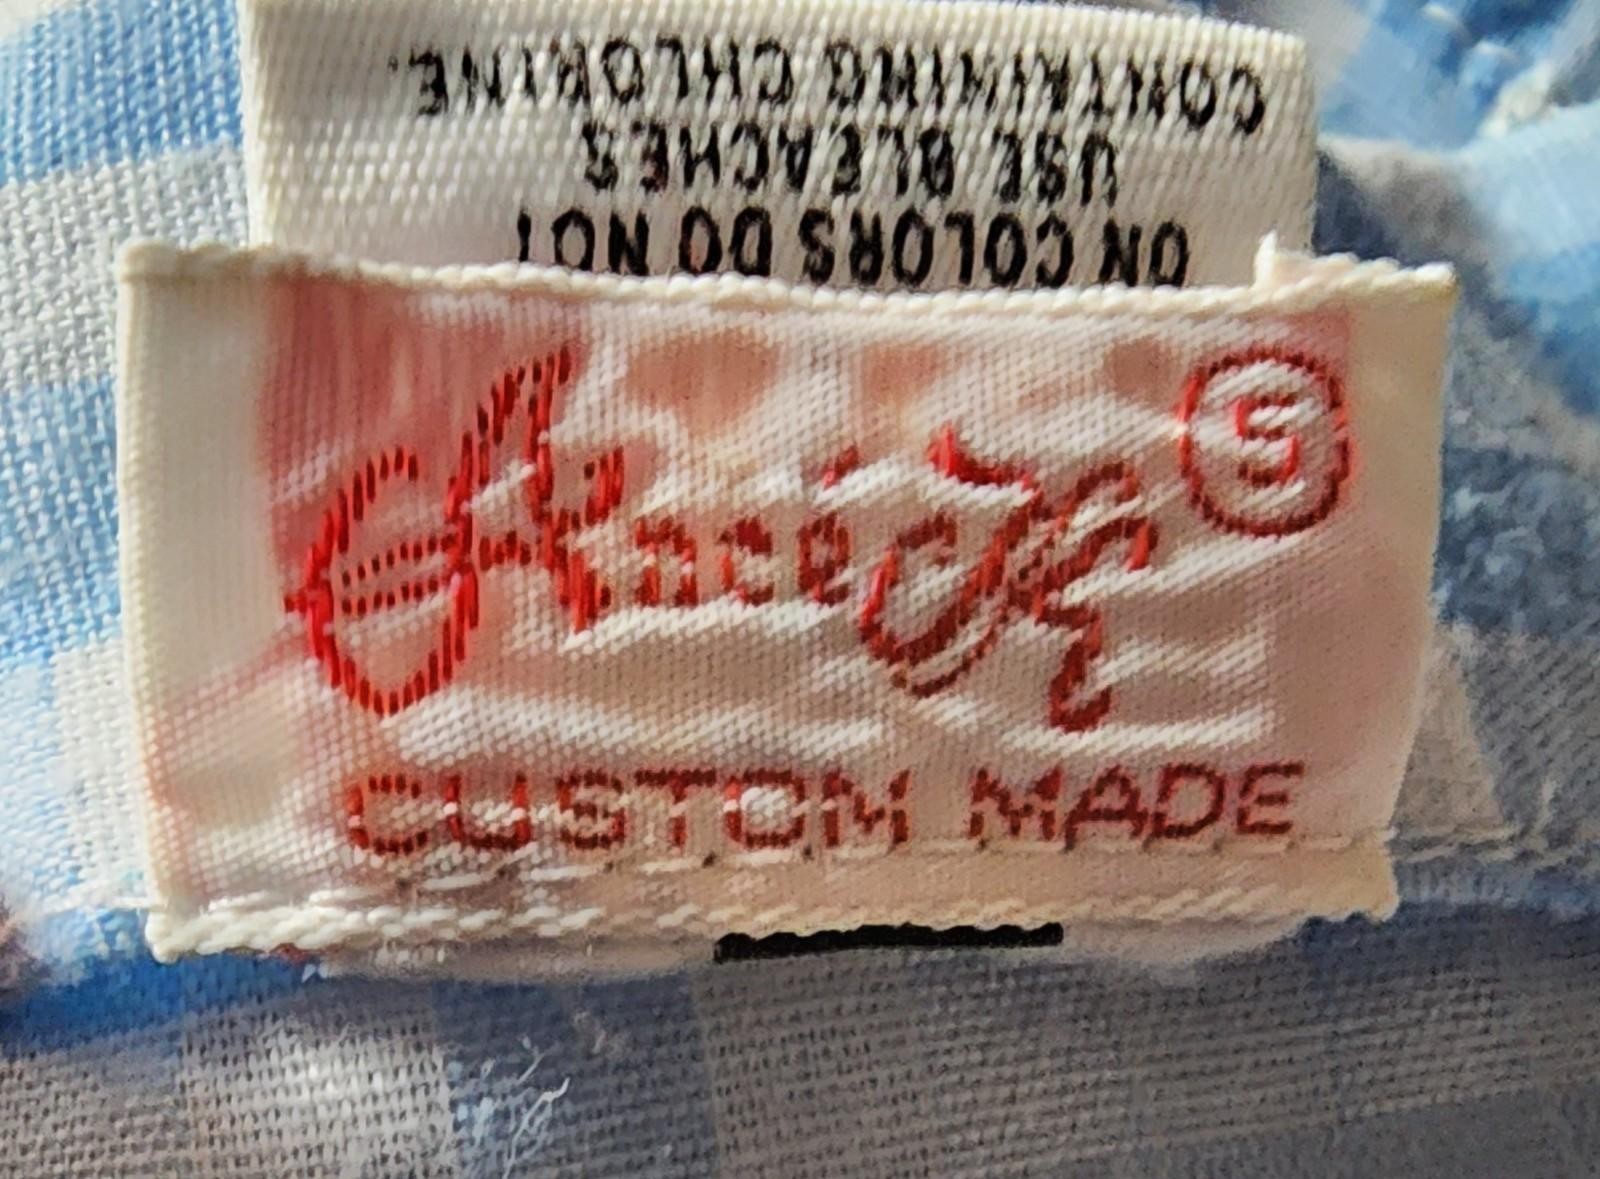 CONTAINING CHLORINE.
USE BLEACHES
ON COLORS DO NOT
S
CUSTOM MADE